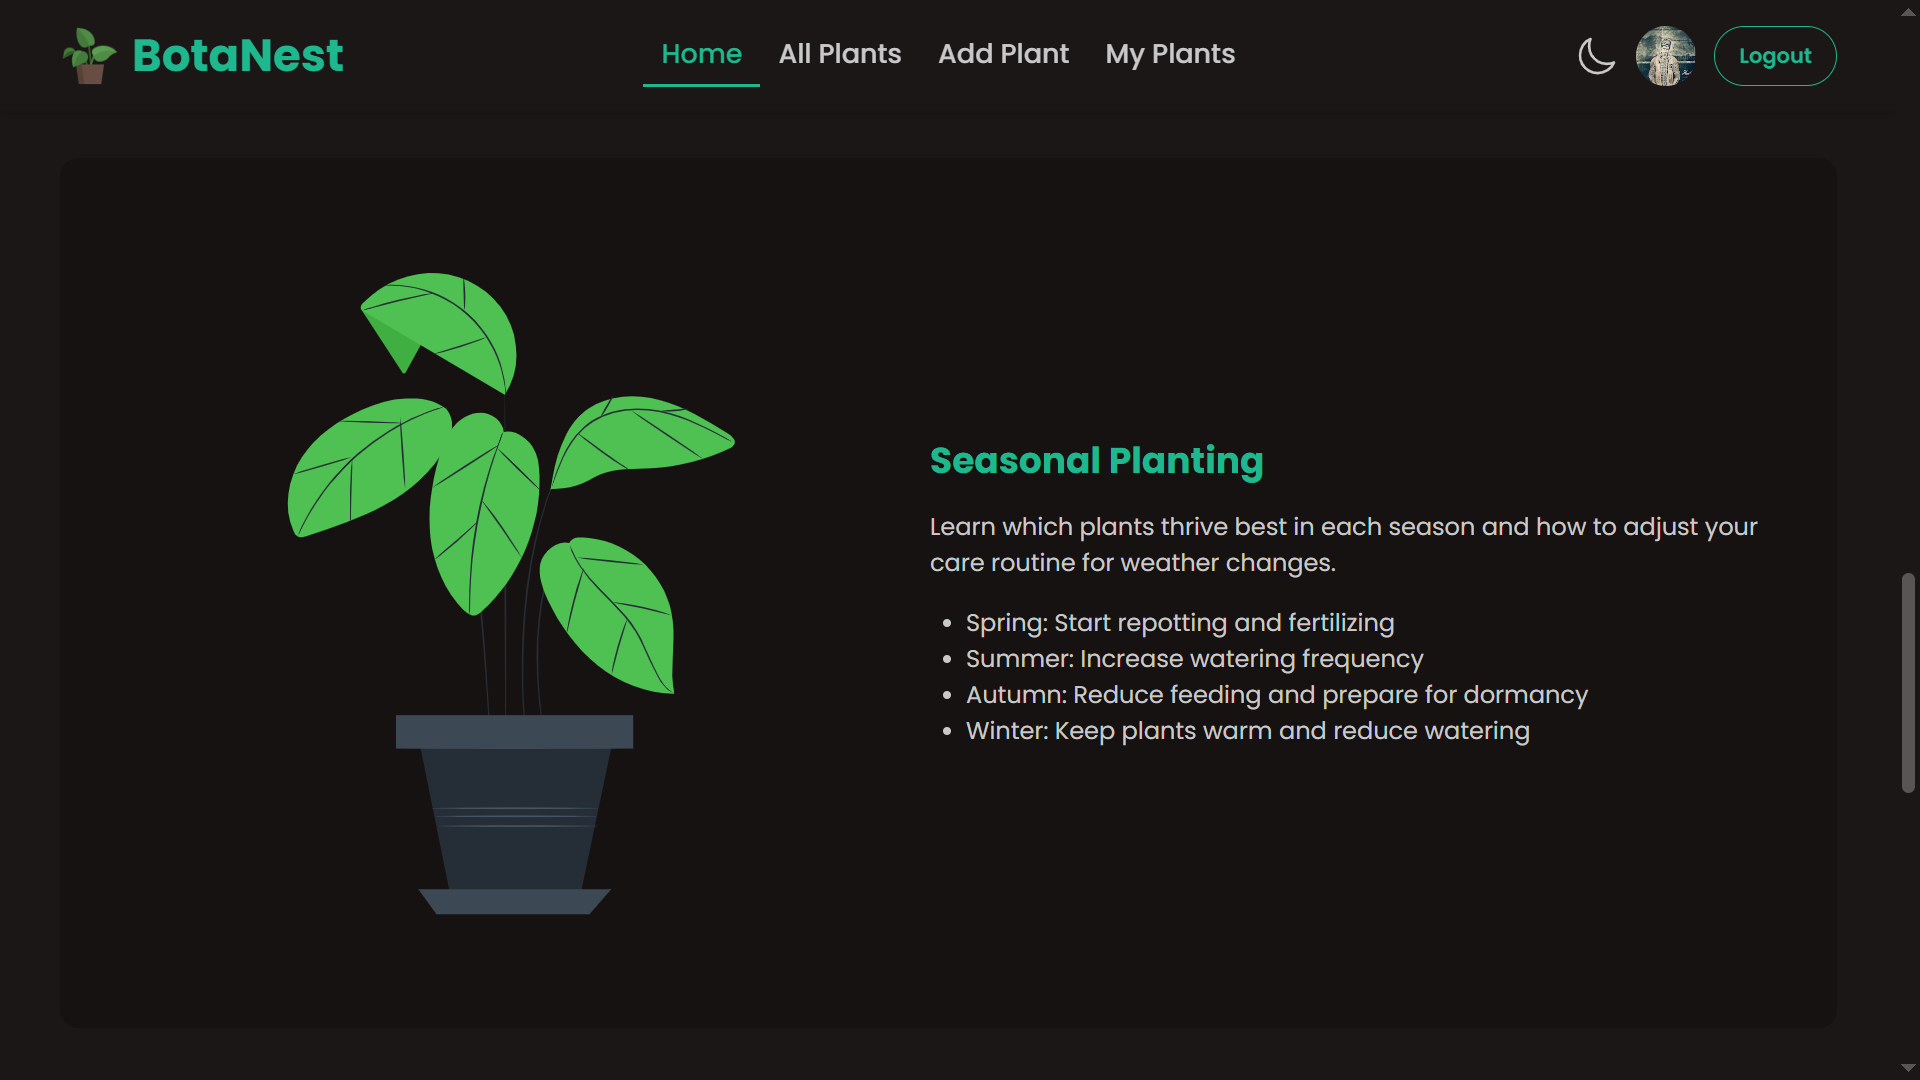 BotaNest
Home
All Plants
Add Plant
My Plants
Logout
Seasonal Planting
Learn which plants thrive best in each season and how to adjust your
care routine for weather changes.
• Spring: Start repotting and fertilizing
• Summer: Increase watering frequency
• Autumn: Reduce feeding and prepare for dormancy
• Winter: Keep plants warm and reduce watering